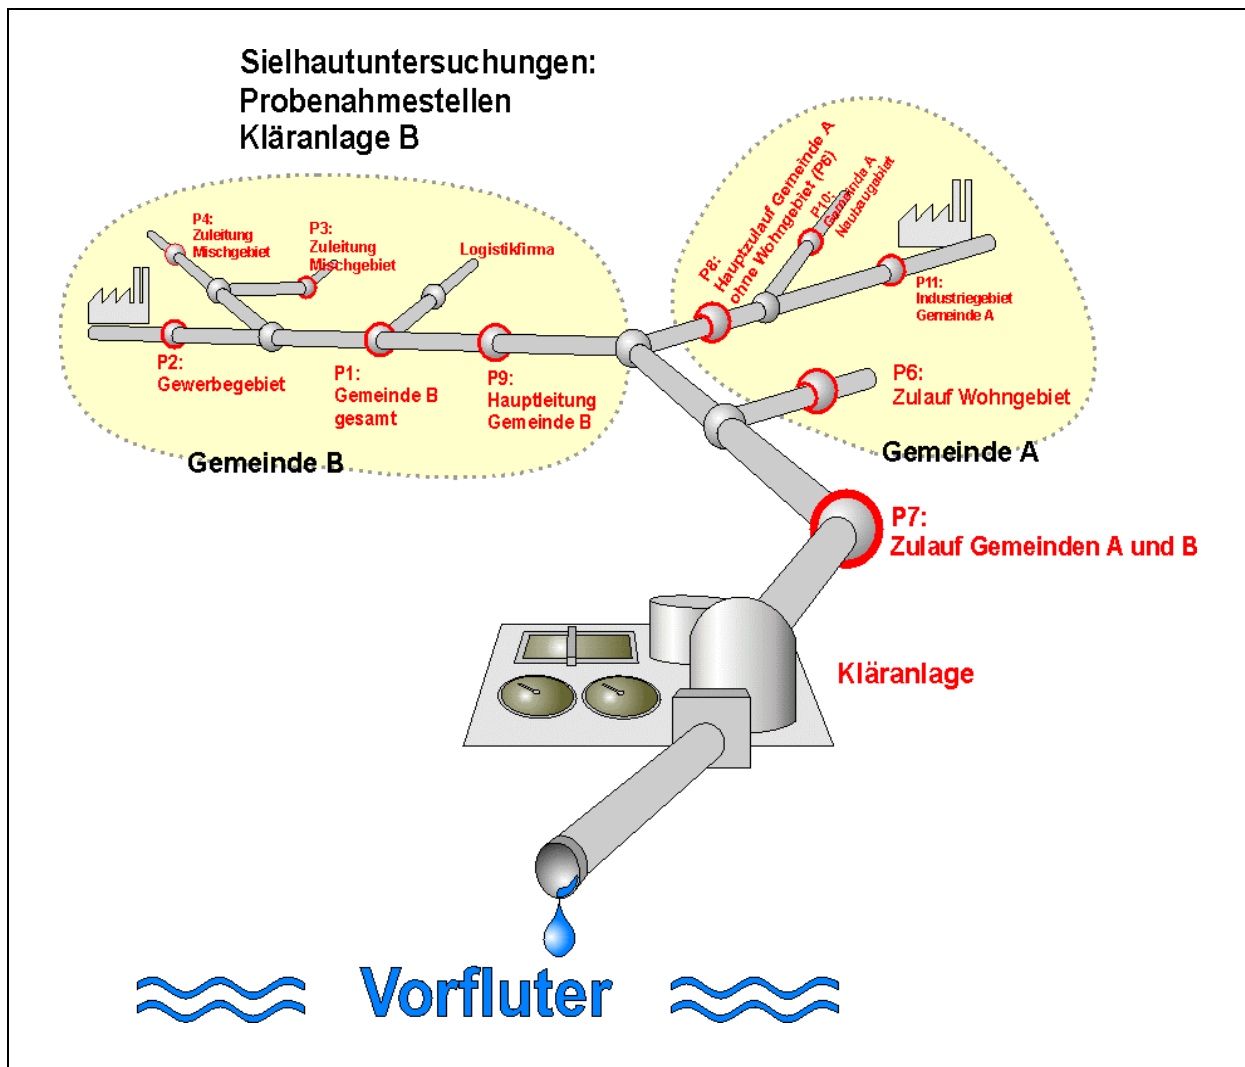 Sielhautuntersuchungen:
Probenahmestellen
Kläranlage B
P4:
Zuleitung
Mischgebiet
P3:
Zuleitung
Mischgebiet
Logistikfirma
P2:
Gewerbegebiet
P1:
Gemeinde B
gesamt
P9:
Hauptleitung
Gemeinde B
Gemeinde B
P8:
Hauptzulauf Gemeinde A
ohne Wohngebiet (P6)
P10:
Gemeinde A
Neubaugebiet
P11:
Industriegebiet
Gemeinde A
P6:
Zulauf Wohngebiet
Gemeinde A
P7:
Zulauf Gemeinden A und B
Kläranlage
Vorfluter